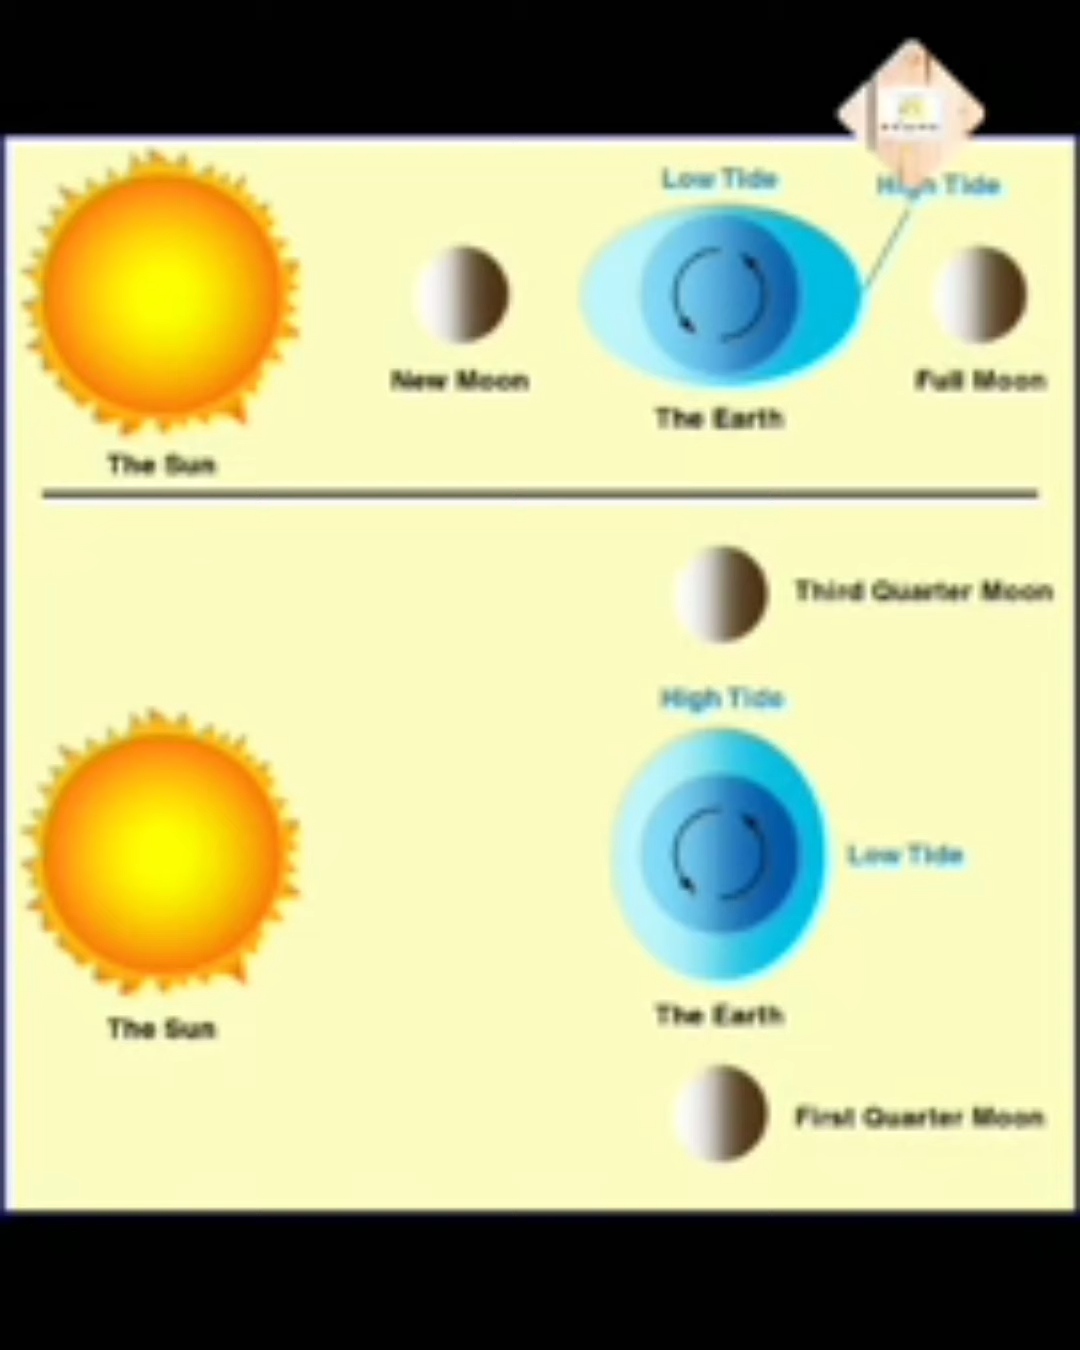 Low Tide
High Tide
New Moon
Full Moon
The Earth
The Sun
Third Quarter Moon
High Tide
Low Tide
The Earth
The Sun
First Quarter Moon